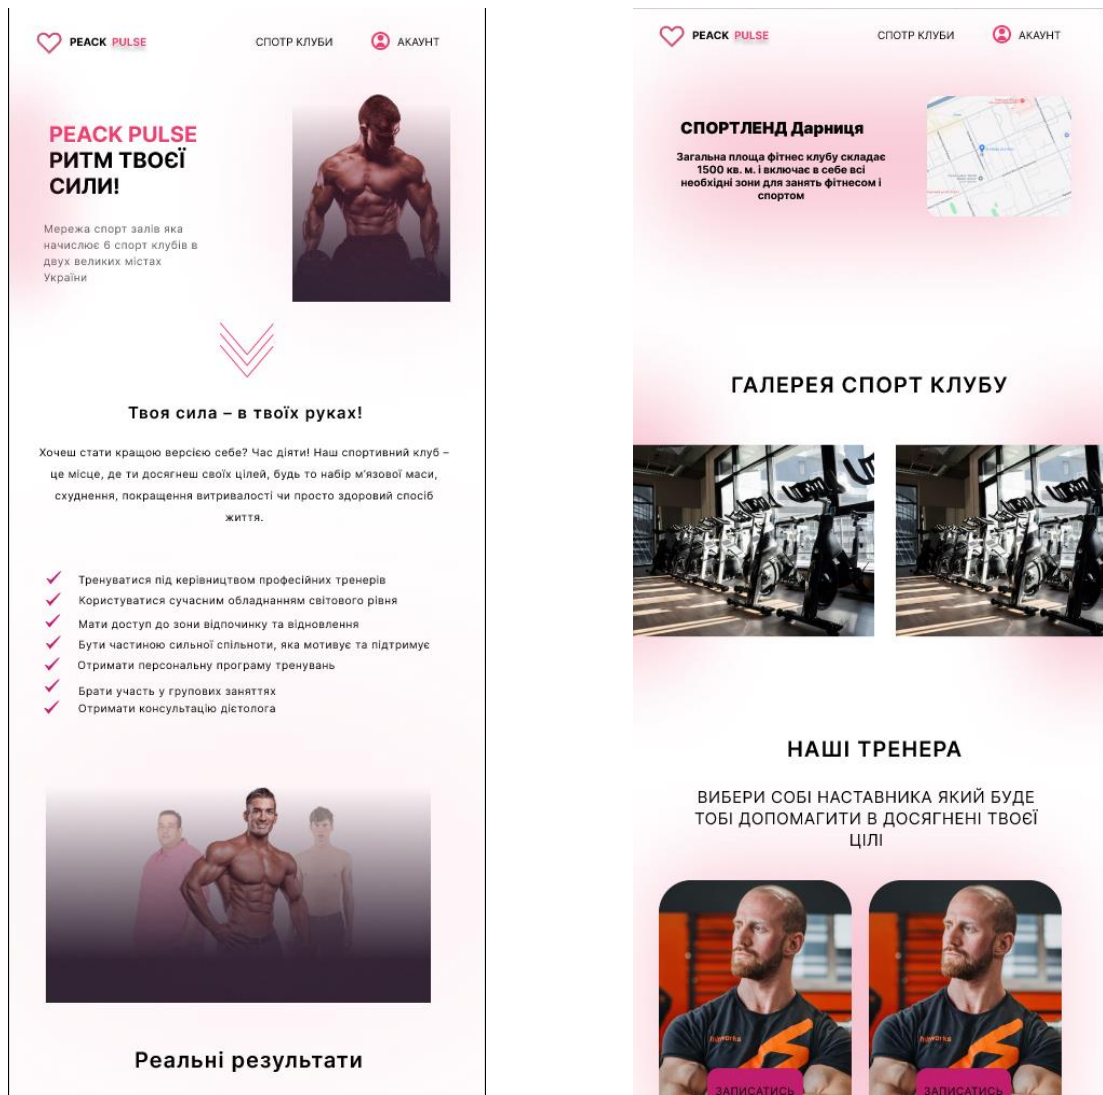 PEACK PULSE
СПОТР КЛУБИ
АКАУНТ
PEACK PULSE
РИТМ ТВОЄЇ
СИЛИ!
Мережа спорт залів яка
начислює 6 спорт клубів в
двух великих містах
України
Твоя сила – в твоїх руках!
Хочеш стати кращою версією себе? Час діяти! Наш спортивний клуб –
це місце, де ти досягнеш своїх цілей, будь то набір м'язової маси,
схуднення, покращення витривалості чи просто здоровий спосіб
життя.
Тренуватися під керівництвом професійних тренерів
Користуватися сучасним обладнанням світового рівня
Мати доступ до зони відпочинку та відновлення
Бути частиною сильної спільноти, яка мотивує та підтримує
Отримати персональну програму тренувань
Брати участь у групових заняттях
Отримати консультацію дієтолога
Реальні результати
PEACK PULSE
СПОТР КЛУБИ
АКАУНТ
СПОРТЛЕНД Дарниця
Загальна площа фітнес клубу складає
1500 кв. м. і включає в себе всі
необхідні зони для занять фітнесом і
спортом
ГАЛЕРЕЯ СПОРТ КЛУБУ
НАШІ ТРЕНЕРА
ВИБЕРИ СОБІ НАСТАВНИКА ЯКИЙ БУДЕ
ТОБІ ДОПОМАГИТИ В ДОСЯГНЕНІ ТВОЄЇ
ЦІЛІ
ЗАПИСАТИСЬ
ЗАПИСАТИСЬ